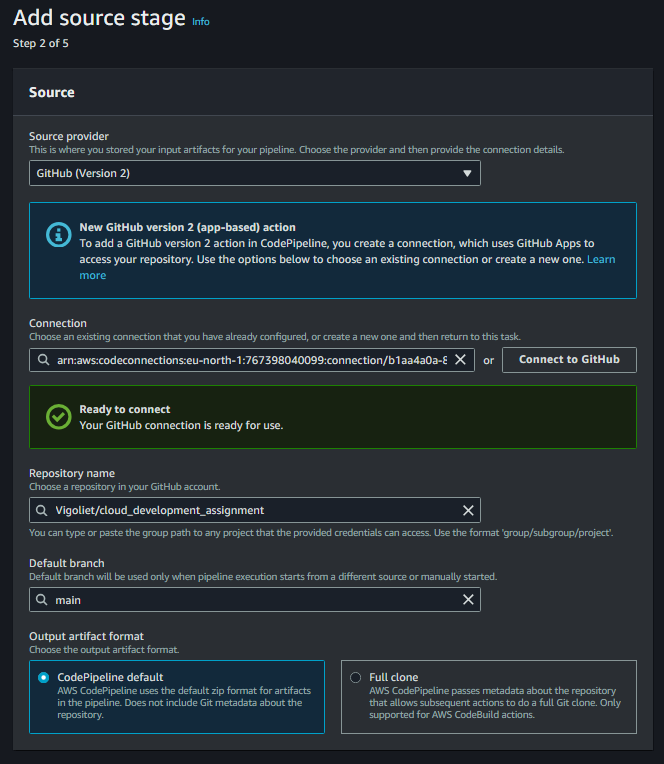 Add source stage Info
Step 2 of 5
Source
Source provider
This is where you stored your input artifacts for your pipeline. Choose the provider and then provide the connection details.
GitHub (Version 2)
New GitHub version 2 (app-based) action
To add a GitHub version 2 action in CodePipeline, you create a connection, which uses GitHub Apps to
access your repository. Use the options below to choose an existing connection or create a new one. Learn
more
Connection
Choose an existing connection that you have already configured, or create a new one and then return to this task.
arn:aws:codeconnections:eu-north-1:767398040099:connection/b1aa4a0a-8 or Connect to GitHub
Ready to connect
Your GitHub connection is ready for use.
Repository name
Choose a repository in your GitHub account.
Vigoliet/cloud_development_assignment
You can type or paste the group path to any project that the provided credentials can access. Use the format 'group/subgroup/project'.
Default branch
Default branch will be used only when pipeline execution starts from a different source or manually started.
main
Output artifact format
Choose the output artifact format.
CodePipeline default
AWS CodePipeline uses the default zip format for artifacts
in the pipeline. Does not include Git metadata about the
repository.
Full clone
AWS CodePipeline passes metadata about the repository
that allows subsequent actions to do a full Git clone. Only
supported for AWS CodeBuild actions.